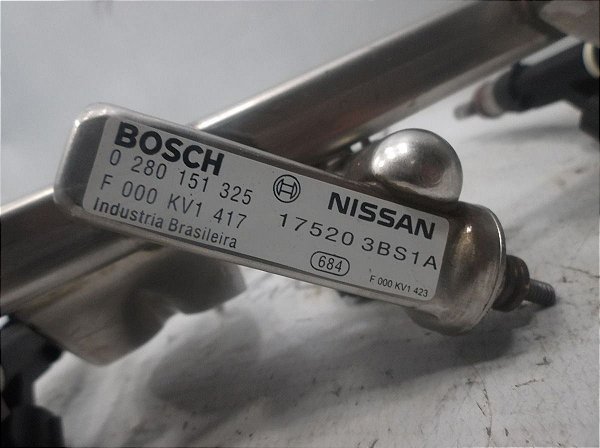 BOSCH
0 280 151 325
F 000 KV1 417
Industria Brasileira
NISSAN
17520 3BS1A
684
F 000 KV1 423